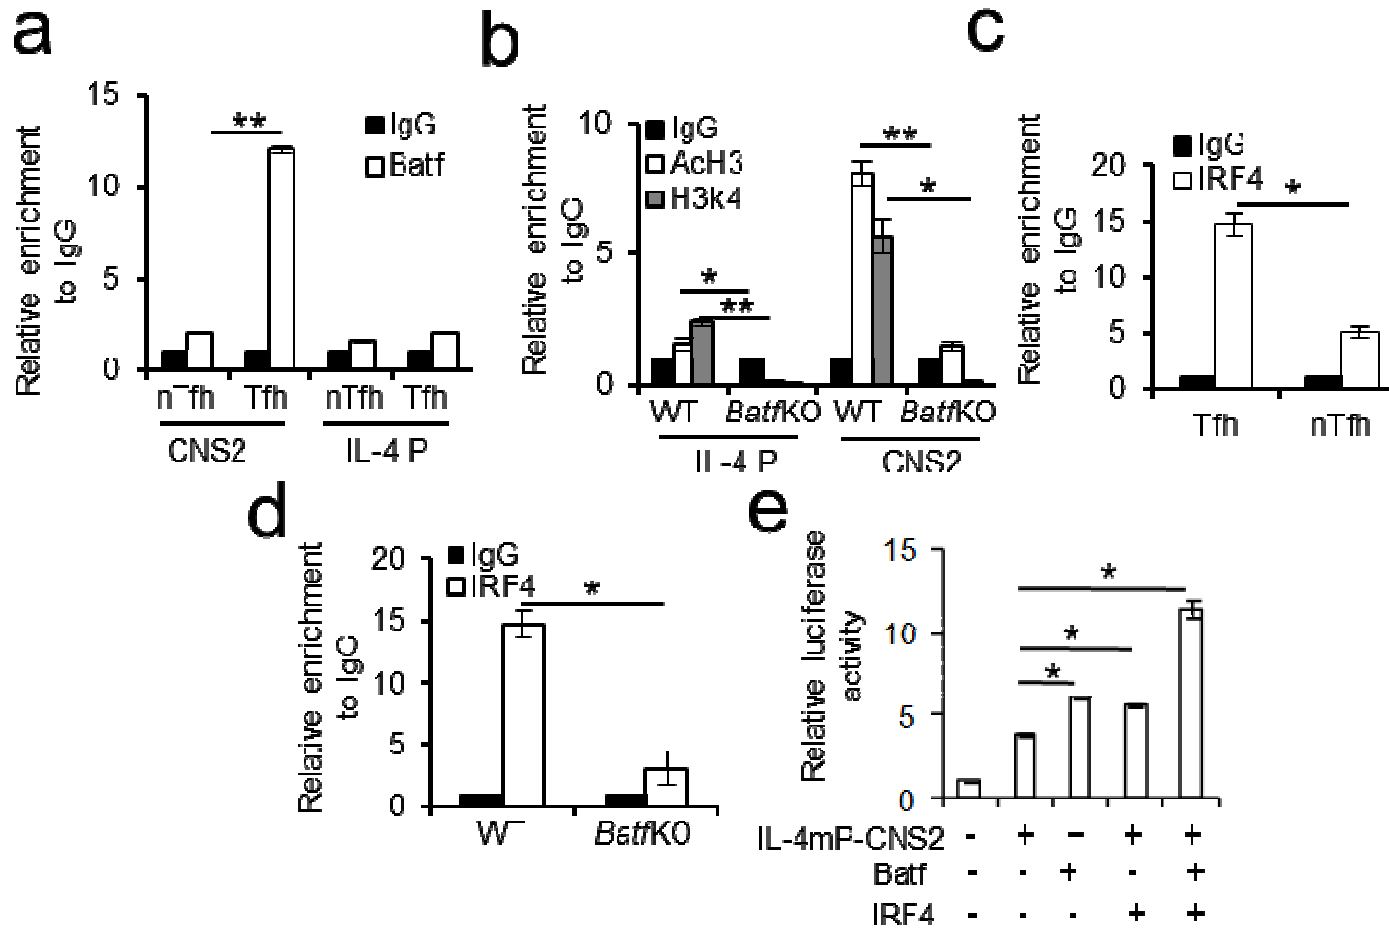 a
Relative enrichment
to IgG
15
10
5
0
**
IgG
Batf
nTfh Tfh nTfh Tfh
CNS2 IL-4 P
b
Relative enrichment
to IgG
10
5
0
IgG
AcH3
H3k4
*
**
**
*
WT BatfKO WT BatfKO
IL-4 P CNS2
c
Relative enrichment
to IgG
20
15
10
5
0
IgG
IRF4
*
Tfh nTfh
d
Relative enrichment
to IgG
20
15
10
5
0
IgG
IRF4
*
WT BatfKO
e
Relative luciferase
activity
15
10
5
0
*
*
*
IL-4mP-CNS2 - + - + +
Batf - - + - +
IRF4 - - - + +